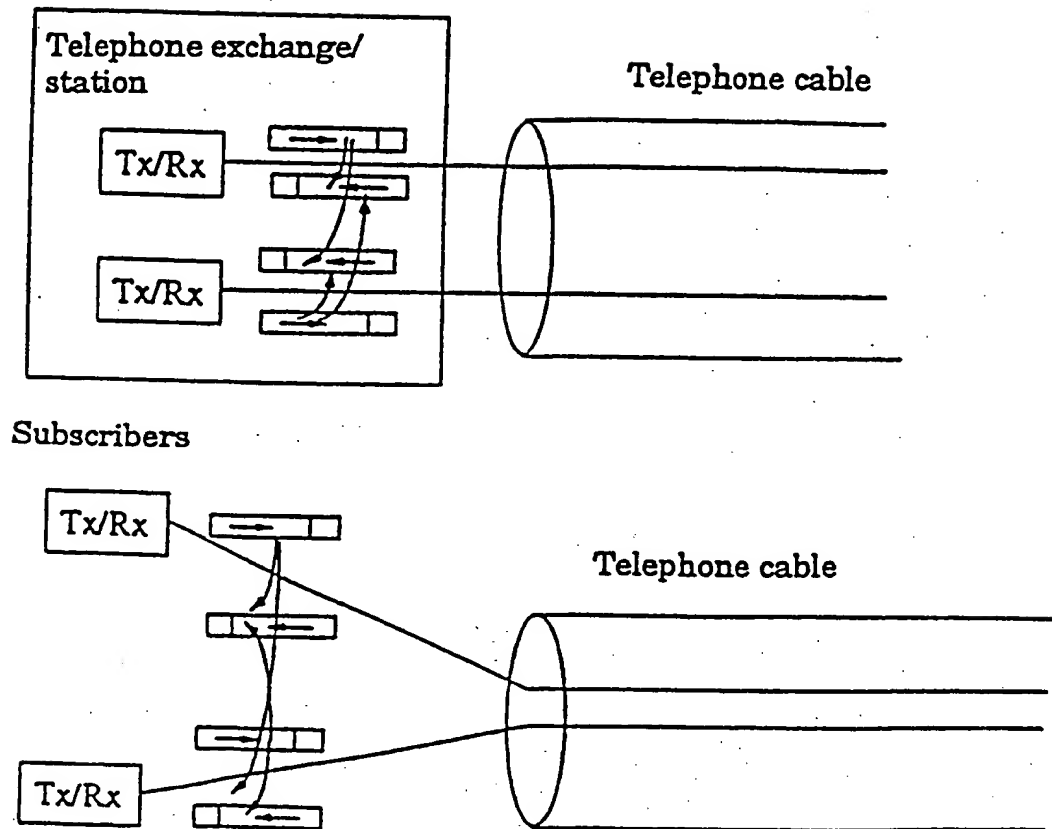 Telephone exchange/
station
Telephone cable
Tx/Rx
Tx/Rx
Subscribers
Tx/Rx
Telephone cable
Tx/Rx